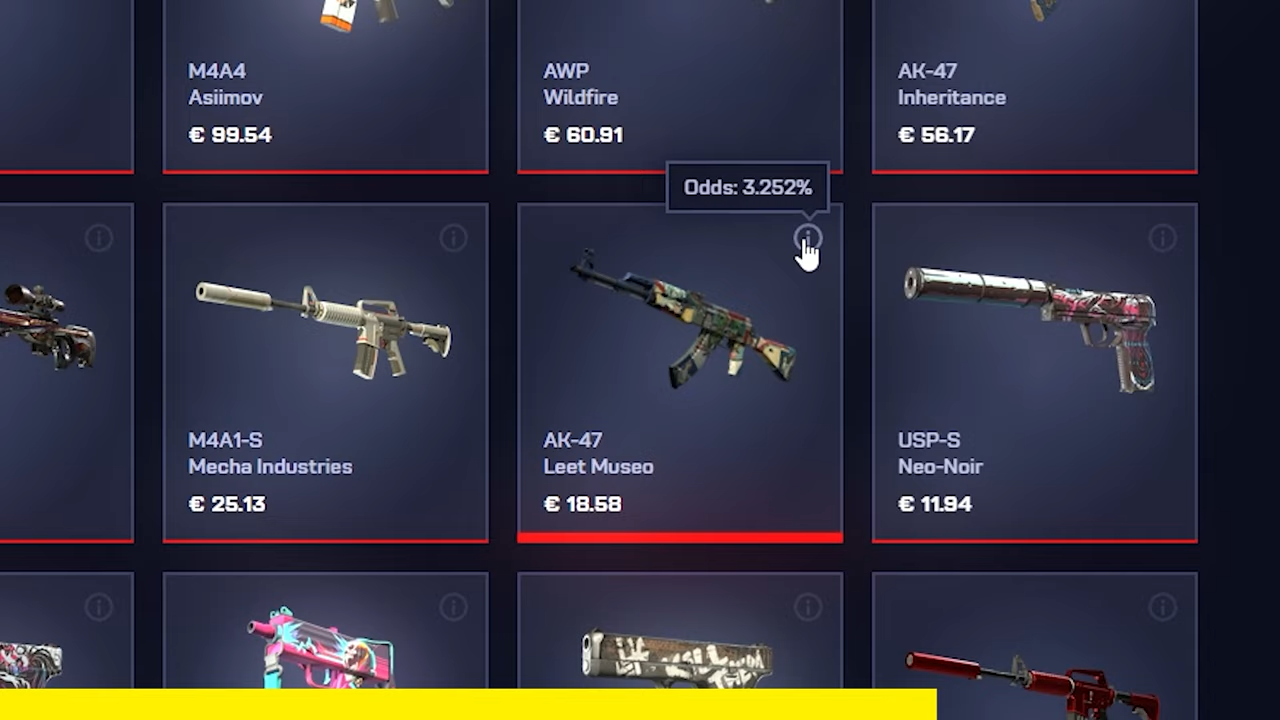 M4A4
Asiimov
€ 99.54
AWP
Wildfire
€ 60.91
AK-47
Inheritance
€ 56.17
Odds: 3.252%
M4A1-S
Mecha Industries
€ 25.13
AK-47
Leet Museo
€ 18.58
USP-S
Neo-Noir
€ 11.94